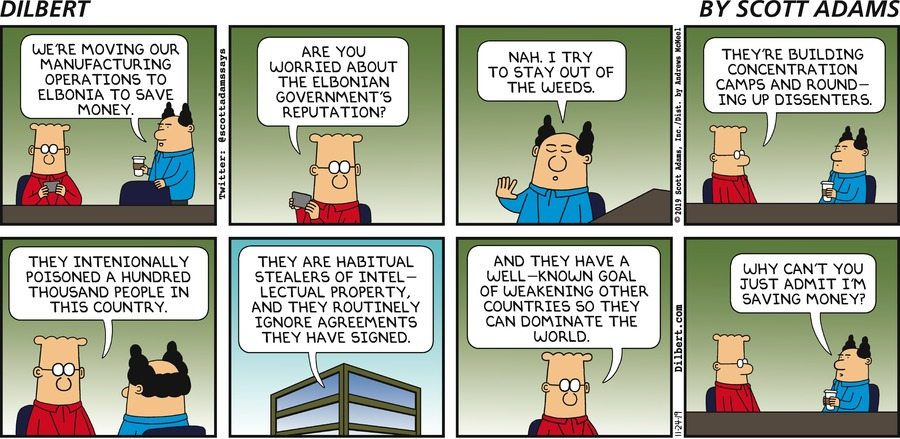 DILBERT
BY SCOTT ADAMS
WE'RE MOVING OUR
MANUFACTURING
OPERATIONS TO
ELBONIA TO SAVE
MONEY.
Twitter: @scottadamssays
ARE YOU
WORRIED ABOUT
THE ELBONIAN
GOVERNMENT'S
REPUTATION?
NAH. I TRY
TO STAY OUT OF
THE WEEDS.
©2019 Scott Adams, Inc./Dist. by Andrews McMeel
THEY'RE BUILDING
CONCENTRATION
CAMPS AND ROUND-
ING UP DISSENTERS.
THEY INTENIONALLY
POISONED A HUNDRED
THOUSAND PEOPLE IN
THIS COUNTRY.
THEY ARE HABITUAL
STEALERS OF INTEL-
LECTUAL PROPERTY,
AND THEY ROUTINELY
IGNORE AGREEMENTS
THEY HAVE SIGNED.
AND THEY HAVE A
WELL-KNOWN GOAL
OF WEAKENING OTHER
COUNTRIES SO THEY
CAN DOMINATE THE
WORLD.
Dilbert.com
11-24-19
WHY CAN'T YOU
JUST ADMIT I'M
SAVING MONEY?